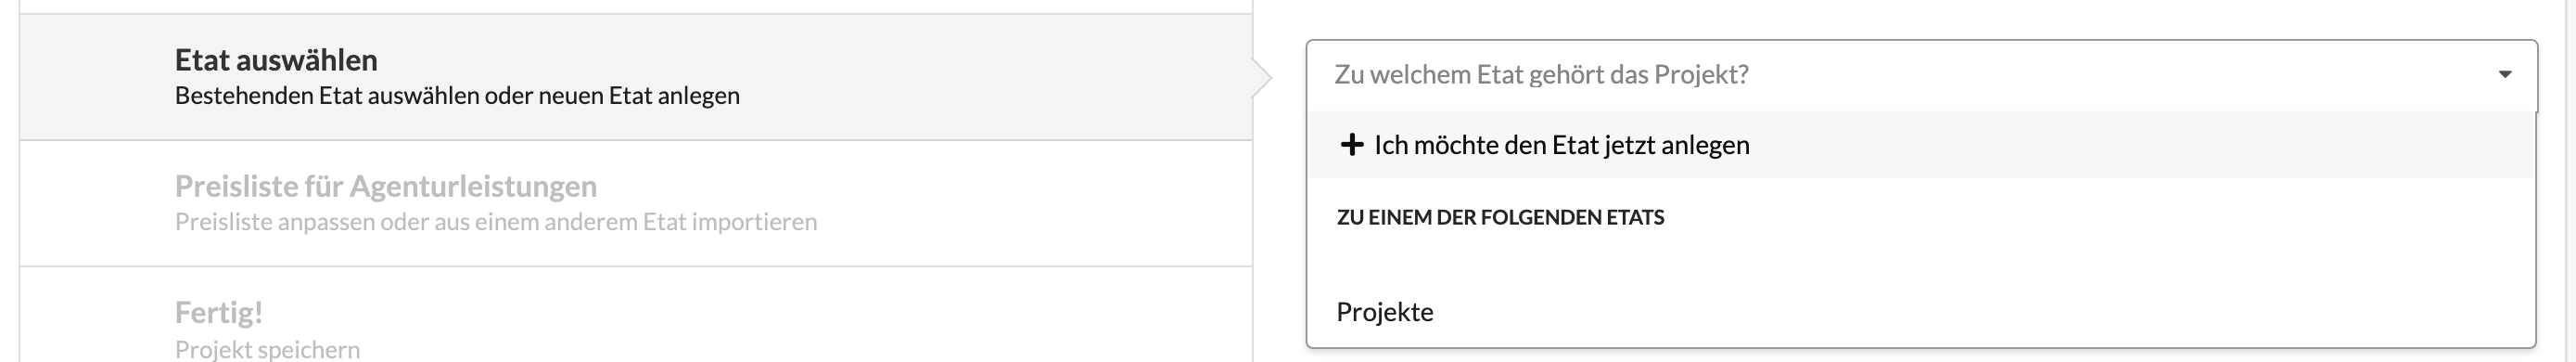 Etat auswählen
Bestehenden Etat auswählen oder neuen Etat anlegen
Preisliste für Agenturleistungen
Preisliste anpassen oder aus einem anderem Etat importieren
Fertig!
Projekt speichern
Zu welchem Etat gehört das Projekt?
Ich möchte den Etat jetzt anlegen
ZU EINEM DER FOLGENDEN ETATS
Projekte